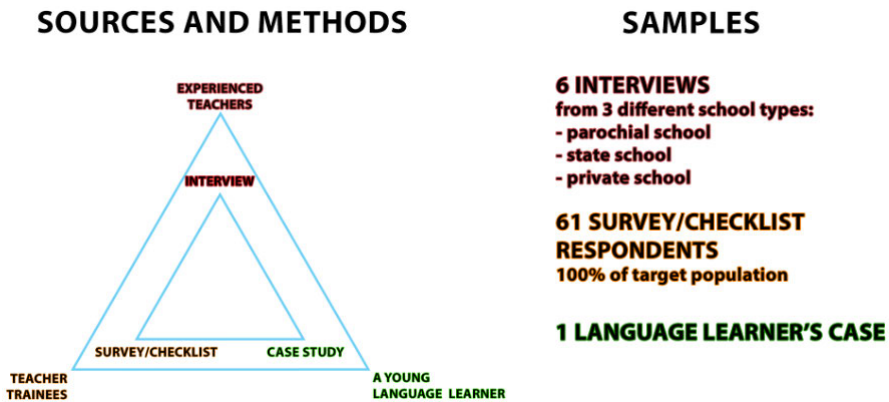 SOURCES AND METHODS
EXPERIENCED
TEACHERS
INTERVIEW
SURVEY/CHECKLIST
CASE STUDY
TEACHER
TRAINEES
A YOUNG
LANGUAGE LEARNER
SAMPLES
6 INTERVIEWS
from 3 different school types:
- parochial school
- state school
- private school
61 SURVEY/CHECKLIST
RESPONDENTS
100% of target population
1 LANGUAGE LEARNER'S CASE